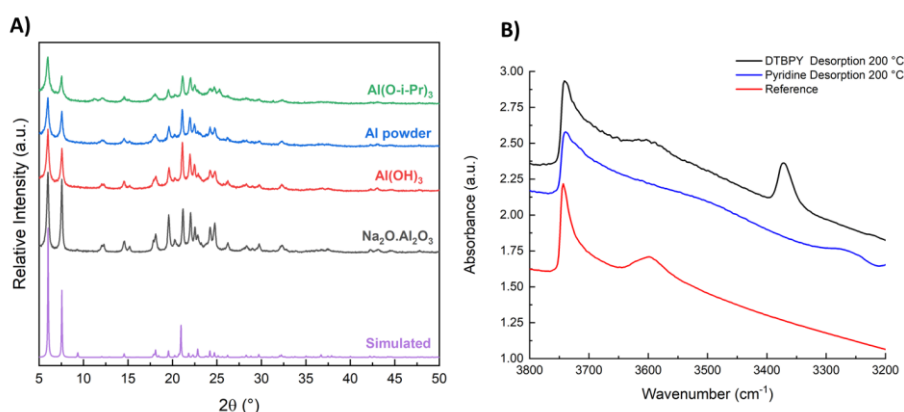 A)
Al(O-i-Pr)₃
Al powder
Al(OH)₃
Na₂O.Al₂O₃
Simulated
Relative Intensity (a.u.)
5 10 15 20 25 30 35 40 45 50
2θ (°)
B)
DTBPY Desorption 200 °C
Pyridine Desorption 200 °C
Reference
3.00
2.75
2.50
2.25
2.00
1.75
1.50
1.25
1.00
Absorbance (a.u.)
3800 3700 3600 3500 3400 3300 3200
Wavenumber (cm⁻¹)